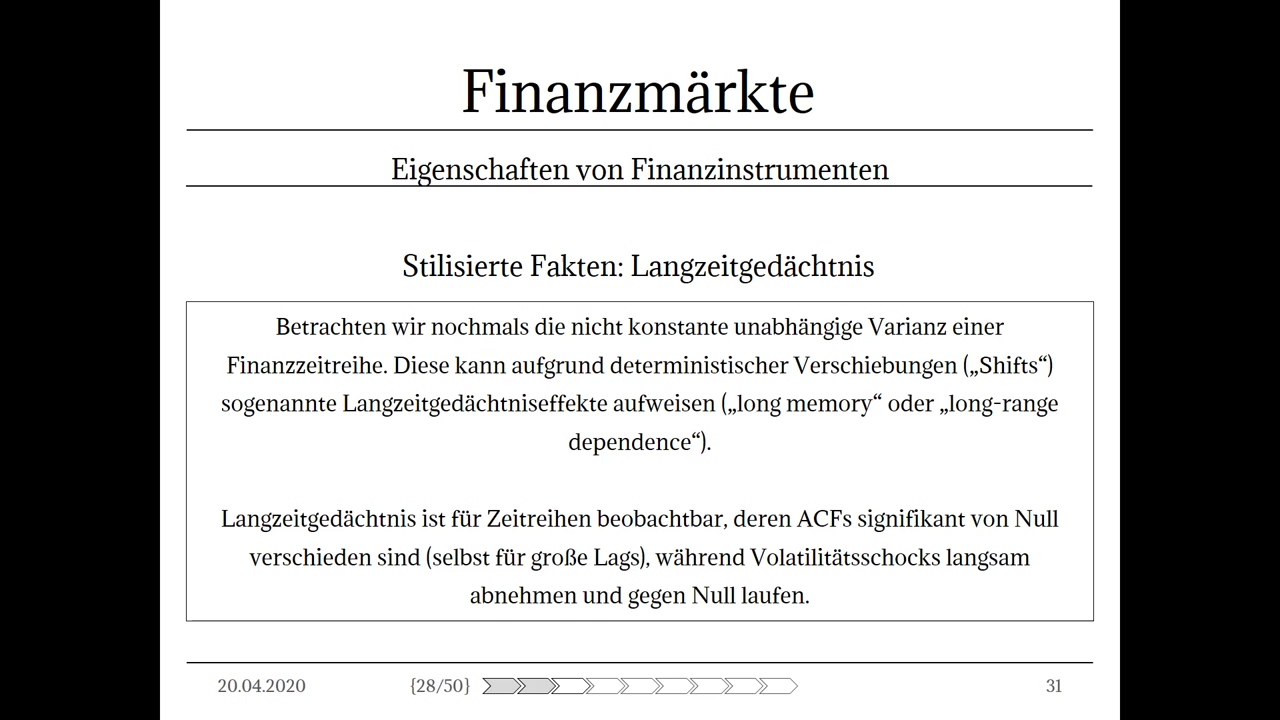 Finanzmärkte
Eigenschaften von Finanzinstrumenten
Stilisierte Fakten: Langzeitgedächtnis
Betrachten wir nochmals die nicht konstante unabhängige Varianz einer
Finanzzeitreihe. Diese kann aufgrund deterministischer Verschiebungen („Shifts“)
sogenannte Langzeitgedächtniseffekte aufweisen („long memory“ oder „long-range
dependence“).
Langzeitgedächtnis ist für Zeitreihen beobachtbar, deren ACFs signifikant von Null
verschieden sind (selbst für große Lags), während Volatilitätsschocks langsam
abnehmen und gegen Null laufen.
20.04.2020 {28/50} 31